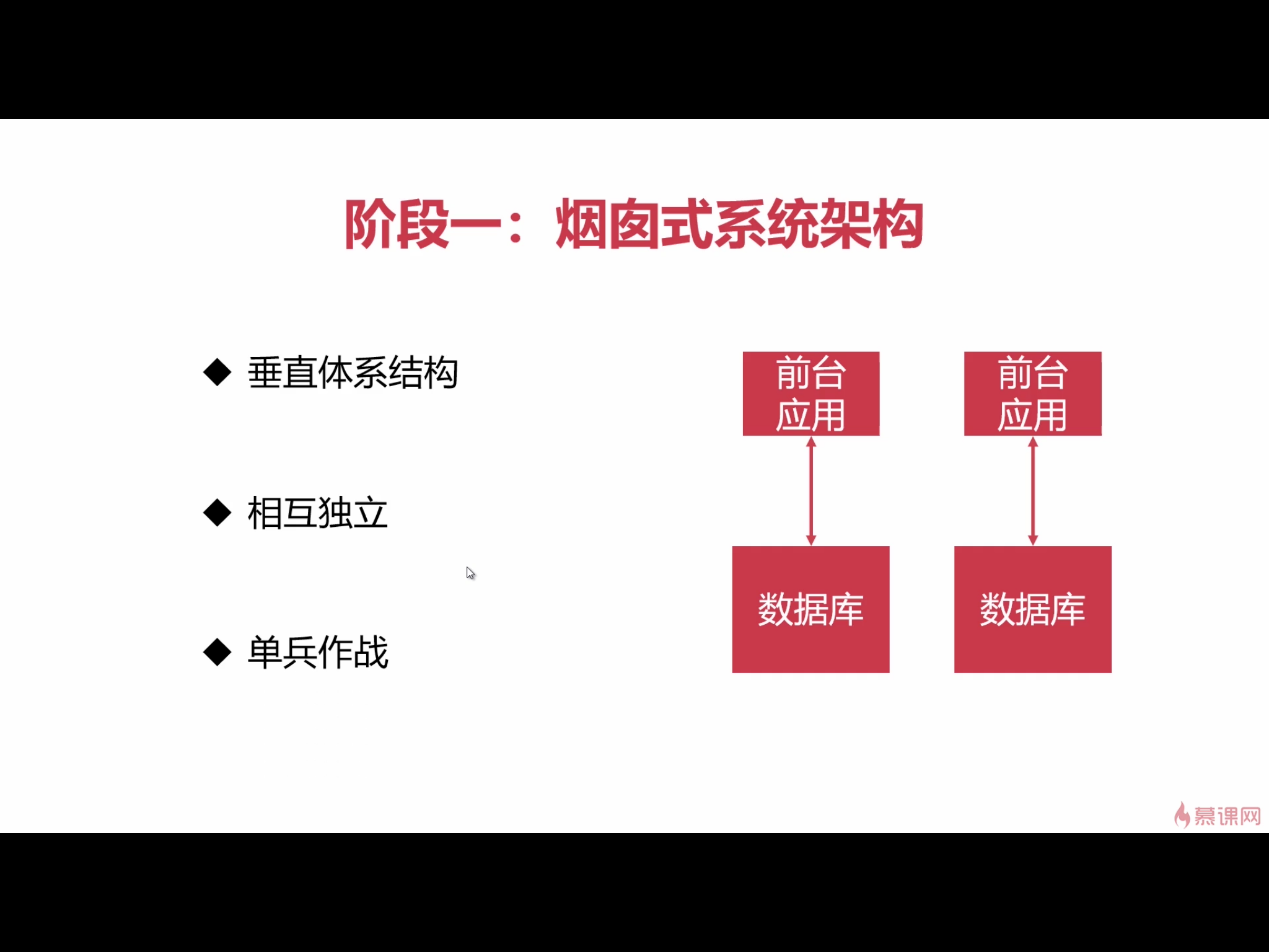 阶段一：烟囱式系统架构
◆ 垂直体系结构
◆ 相互独立
◆ 单兵作战
前台
应用
数据库
前台
应用
数据库
慕课网